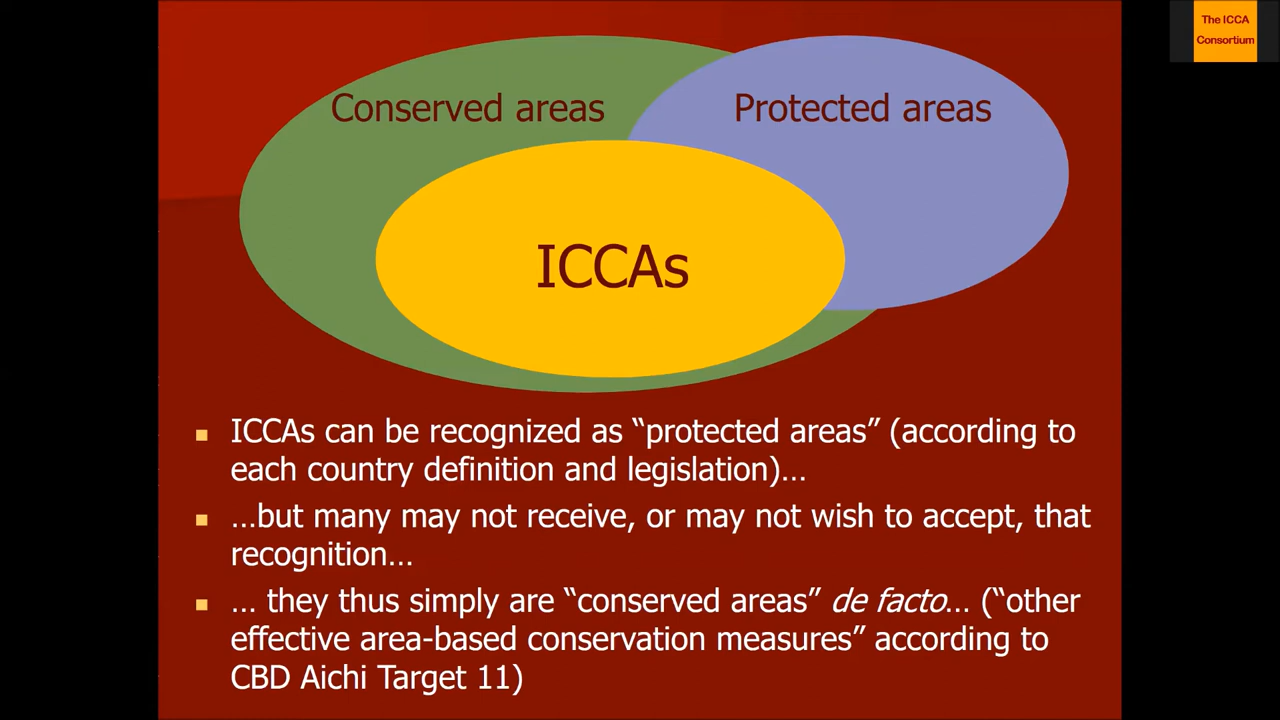 The ICCA
Consortium
Conserved areas
Protected areas
ICCAs
ICCAs can be recognized as “protected areas” (according to
each country definition and legislation)…
…but many may not receive, or may not wish to accept, that
recognition…
… they thus simply are “conserved areas” de facto… (“other
effective area-based conservation measures” according to
CBD Aichi Target 11)